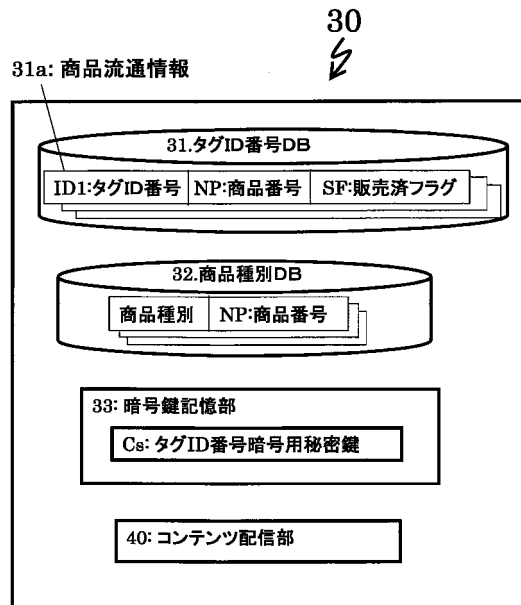 30
31a: 商品流通情報
31.タグID番号DB
ID1:タグID番号 NP:商品番号 SF:販売済フラグ
32.商品種別DB
商品種別 NP:商品番号
33: 暗号鍵記憶部
Cs: タグID番号暗号用秘密鍵
40: コンテンツ配信部